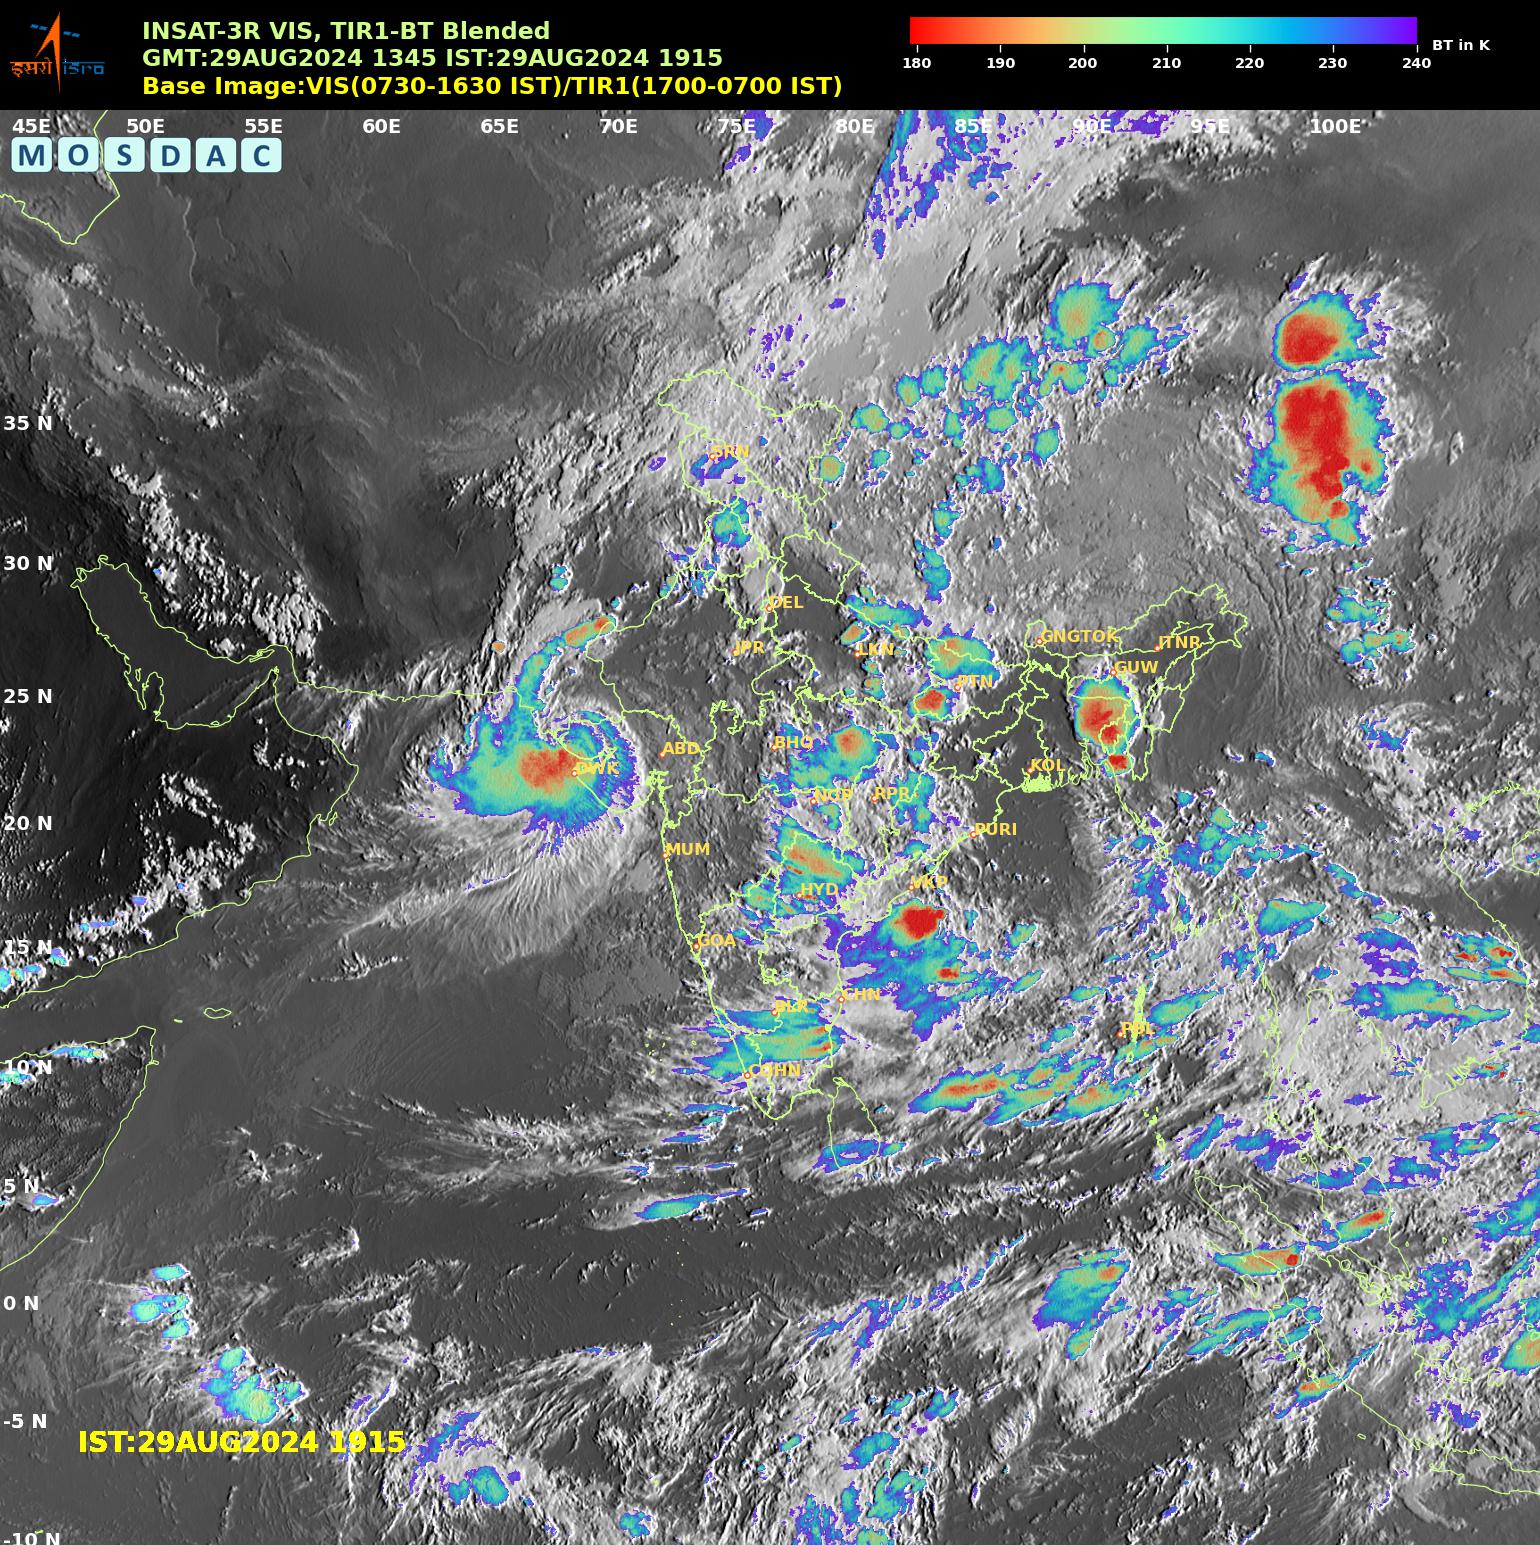 INSAT-3R VIS, TIR1-BT Blended
GMT:29AUG2024 1345 IST:29AUG2024 1915
Base Image:VIS(0730-1630 IST)/TIR1(1700-0700 IST)
BT in K
180 190 200 210 220 230 240
इसरो isro
45E 50E 55E 60E 65E 70E 75E 80E 85E 90E 95E 100E
M O S D A C
35 N
SRN
30 N
DEL
GNGTOK
ITNR
JPR
LKN
GUW
PTN
25 N
BHO
ABD
KOL
DWK
NGP
RPR
20 N
PURI
MUM
VKP
HYD
15 N
GOA
HN
BLR
PBL
10 N
COHN
5 N
0 N
-5 N
IST:29AUG2024 1915
-10 N